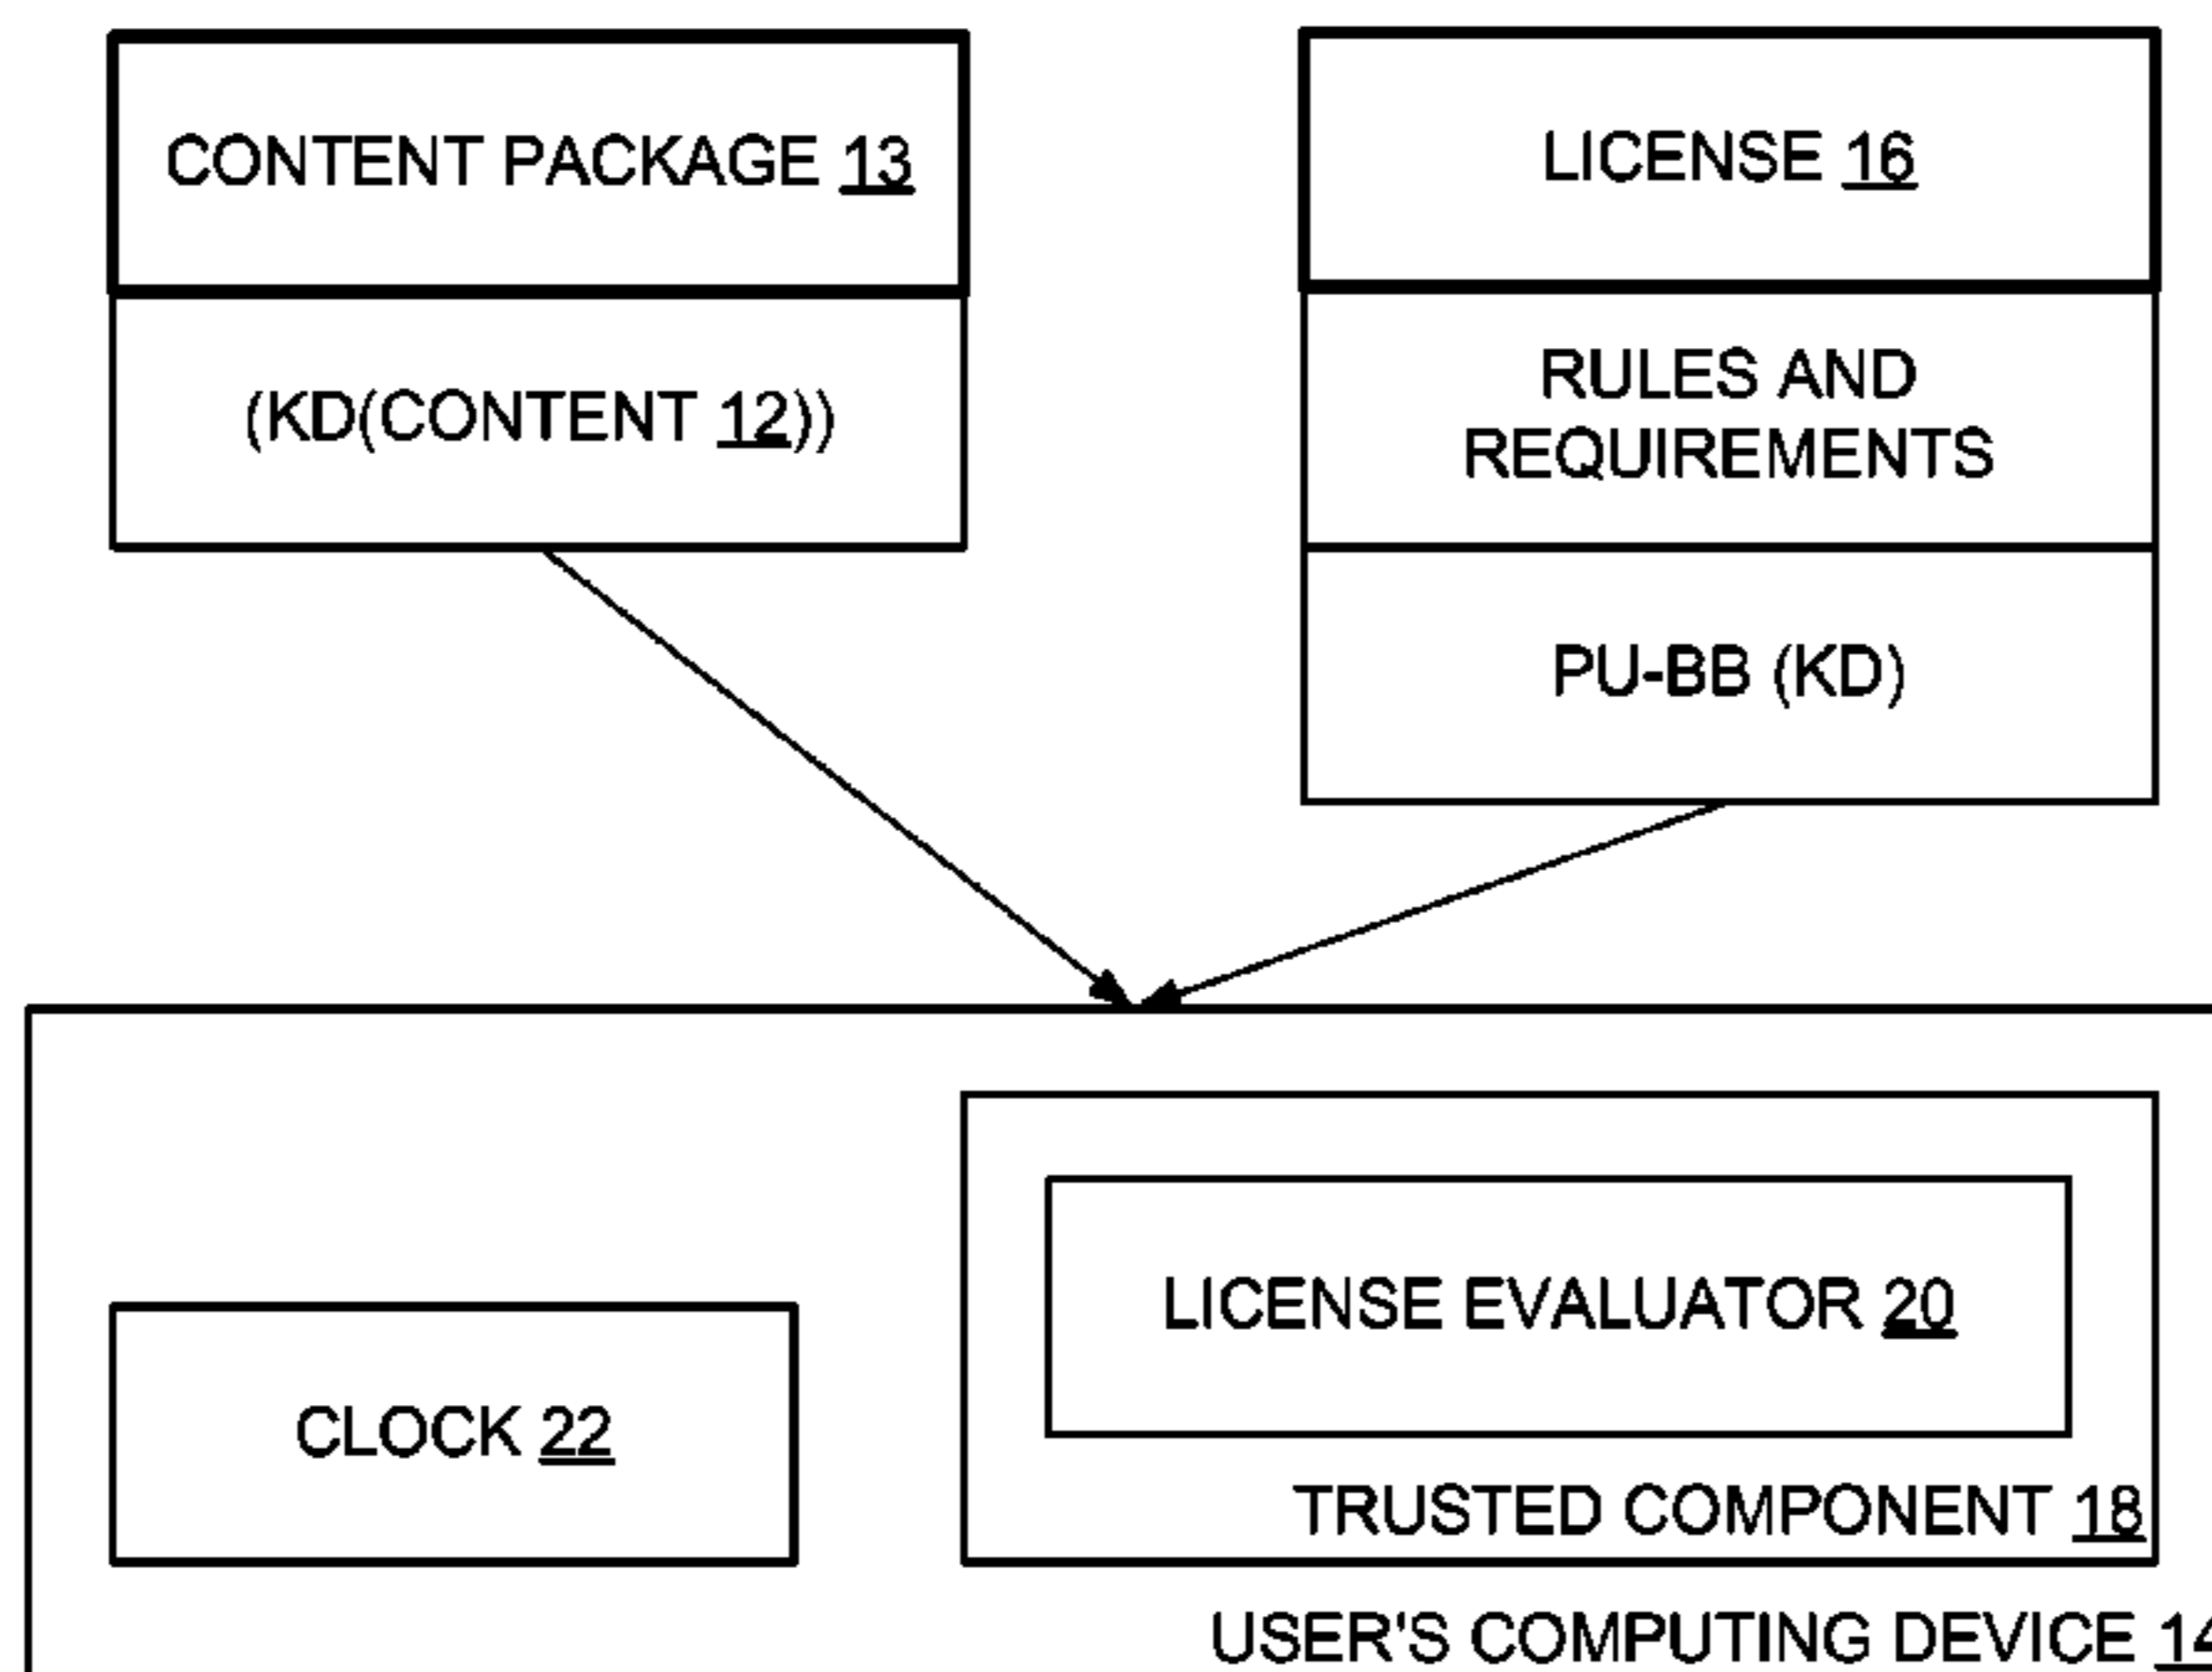 CONTENT PACKAGE 13
(KD(CONTENT 12))
LICENSE 16
RULES AND
REQUIREMENTS
PU-BB (KD)
LICENSE EVALUATOR 20
TRUSTED COMPONENT 18
CLOCK 22
USER'S COMPUTING DEVICE 14